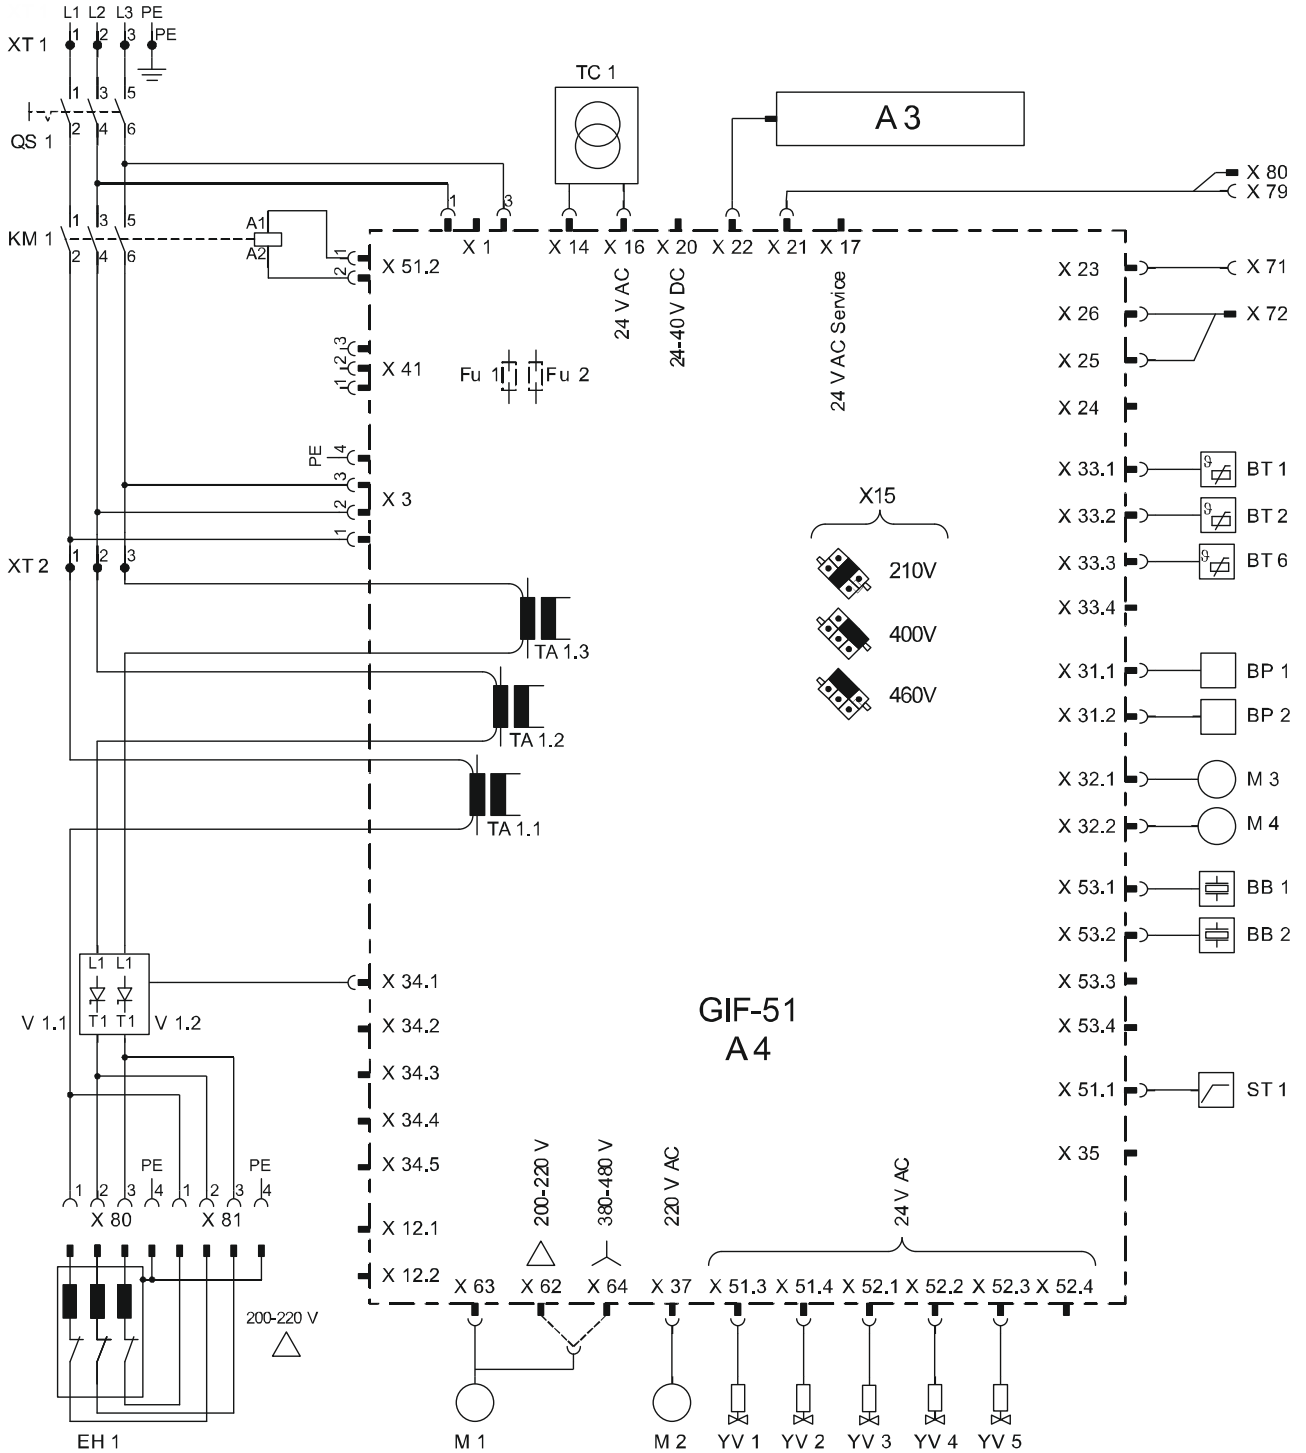 L1 L2 L3 PE
XT 1 1 2 3 PE
TC 1
A 3
1 3 5
QS 1 2 4 6
X 80
X 79
1 3
1 3 5 A1
KM 1 2 4 6 A2
X 1 X 14 X 16 X 20 X 22 X 21 X 17
24 V AC
24-40 V DC
24 V AC Service
1
2
X 51.2
X 23 X 71
X 26 X 72
X 25
X 24
3
2
1
X 41
Fu 1 Fu 2
PE 4
3
2
1
X 3
X15
210V
400V
460V
X 33.1 BT 1
X 33.2 BT 2
X 33.3 BT 6
X 33.4
ϑ
ϑ
ϑ
XT 2 1 2 3
TA 1.3
TA 1.2
TA 1.1
X 31.1 BP 1
X 31.2 BP 2
X 32.1 M 3
X 32.2 M 4
X 53.1 BB 1
X 53.2 BB 2
X 53.3
X 53.4
X 51.1 ST 1
X 35
L1 L1
V 1.1 T1 T1 V 1.2
X 34.1
X 34.2
X 34.3
X 34.4
X 34.5
X 12.1
X 12.2
GIF-51
A 4
PE PE
1 2 3 4 1 2 3 4
X 80 X 81
200-220 V
380-480 V
220 V AC
24 V AC
X 63 X 62 X 64 X 37 X 51.3 X 51.4 X 52.1 X 52.2 X 52.3 X 52.4
200-220 V
EH 1 M 1 M 2 YV 1 YV 2 YV 3 YV 4 YV 5